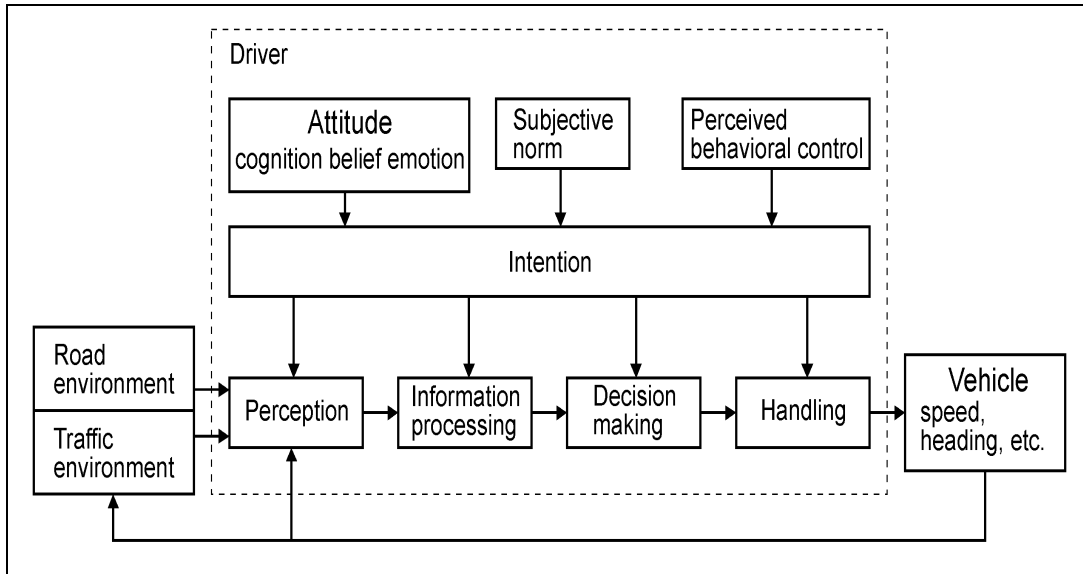 Driver
Attitude
cognition belief emotion
Subjective
norm
Perceived
behavioral control
Intention
Road
environment
Traffic
environment
Perception
Information
processing
Decision
making
Handling
Vehicle
speed,
heading, etc.